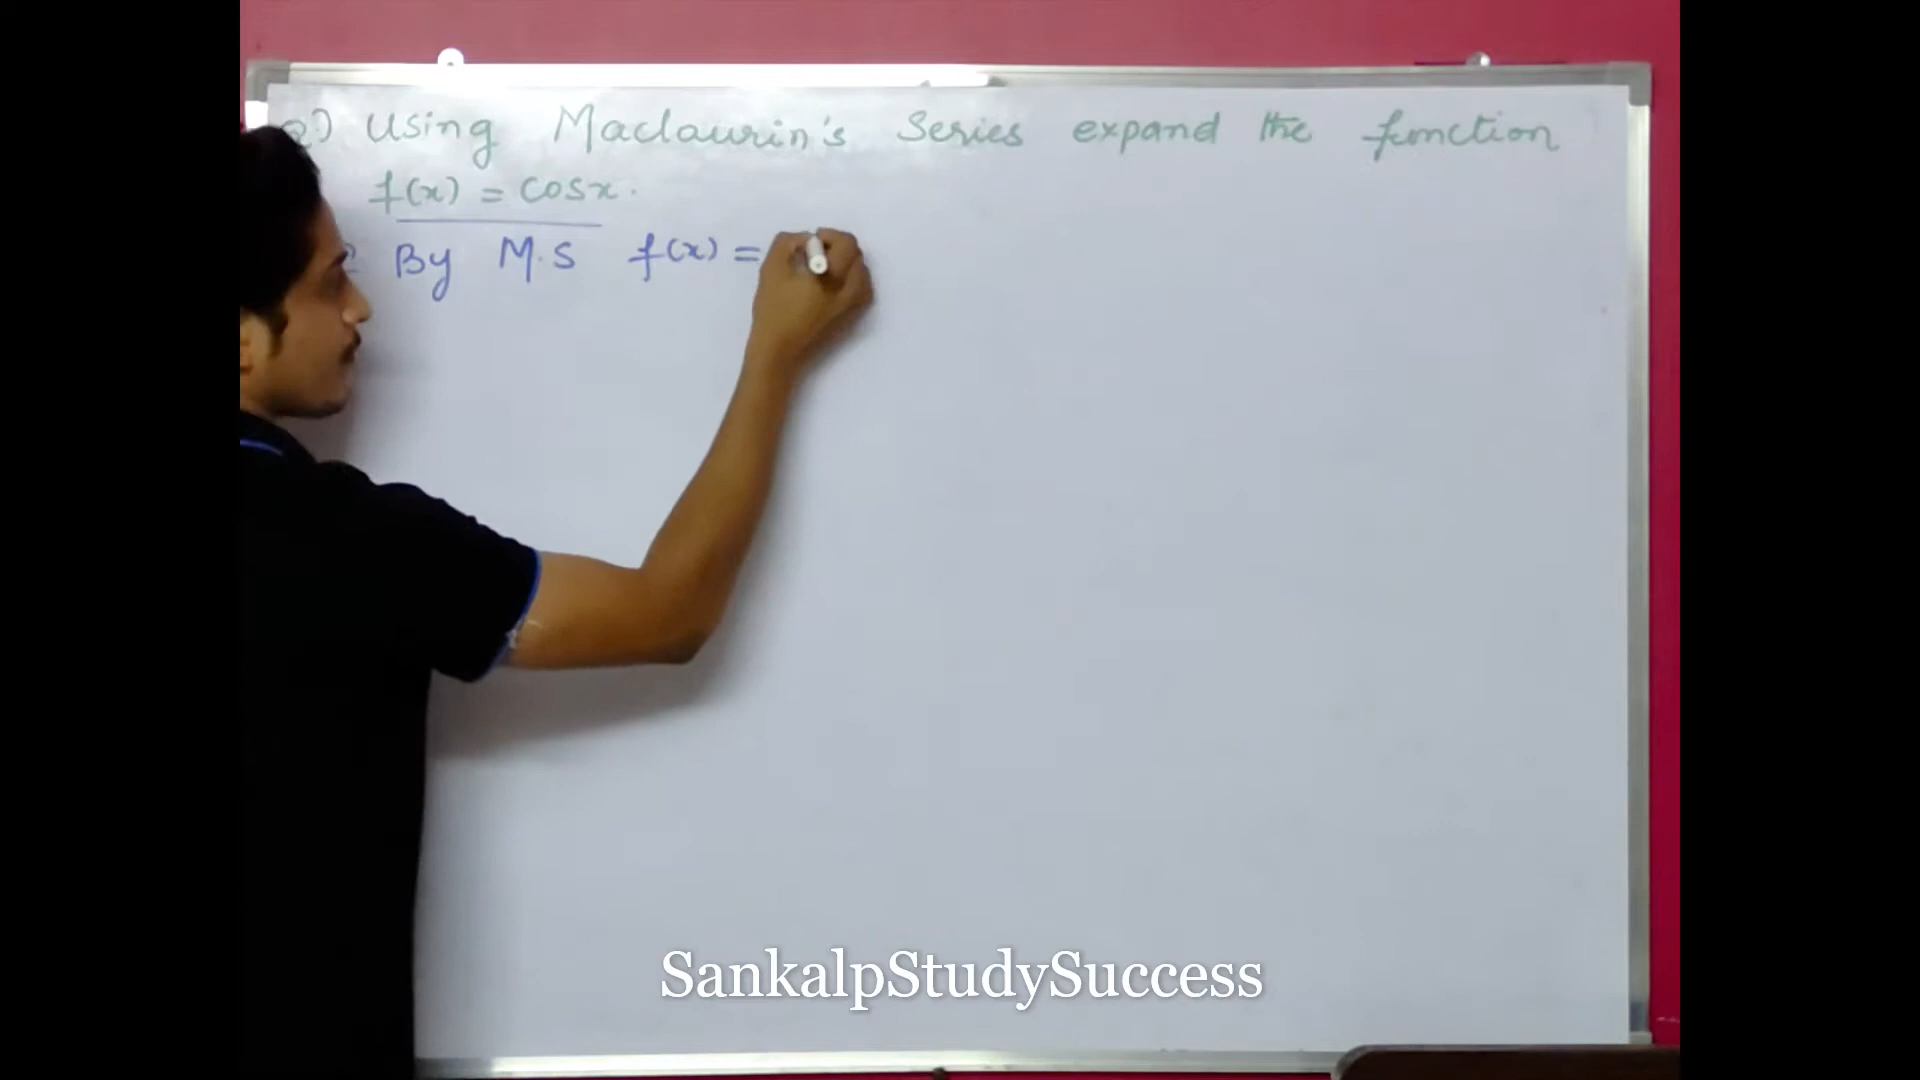 Q) Using Maclaurin's Series expand the function
f(x) = cosx.
By M.S f(x) =
SankalpStudySuccess